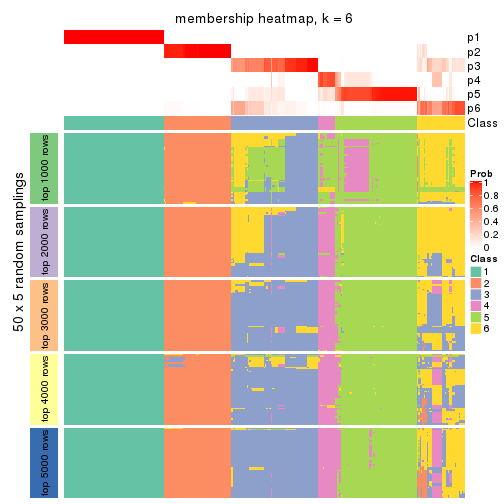 membership heatmap, k = 6
p1
p2
p3
p4
p5
p6
Class
50 x 5 random samplings
top 1000 rows
top 2000 rows
top 3000 rows
top 4000 rows
top 5000 rows
Prob
1
0.8
0.6
0.4
0.2
0
Class
1
2
3
4
5
6